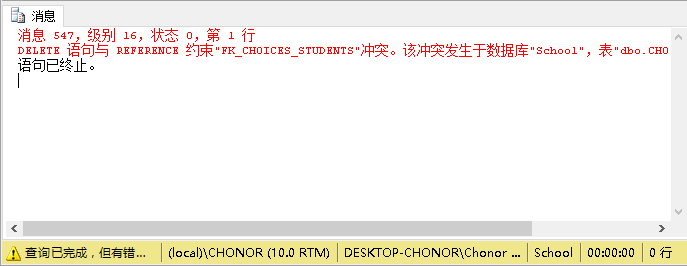 消息
消息 547，级别 16，状态 0，第 1 行
DELETE 语句与 REFERENCE 约束"FK_CHOICES_STUDENTS"冲突。该冲突发生于数据库"School"，表"dbo.CHO
语句已终止。
查询已完成，但有错... (local)\CHONOR (10.0 RTM) DESKTOP-CHONOR\Chonor ... School 00:00:00 0 行